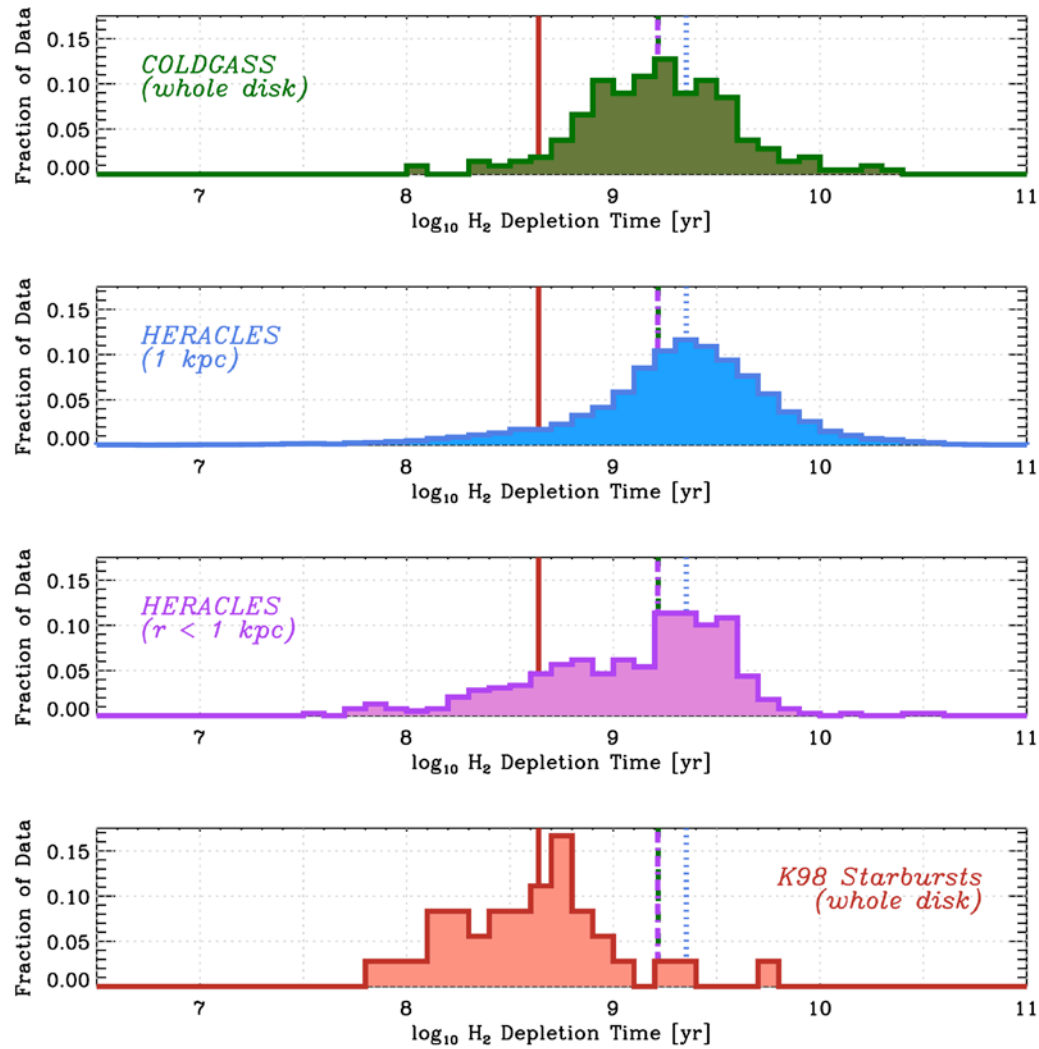 Fraction of Data
0.15
0.10
0.05
0.00
COLDGASS
(whole disk)
7 8 9 10 11
log₁₀ H₂ Depletion Time [yr]
Fraction of Data
0.15
0.10
0.05
0.00
HERACLES
(1 kpc)
7 8 9 10 11
log₁₀ H₂ Depletion Time [yr]
Fraction of Data
0.15
0.10
0.05
0.00
HERACLES
(r < 1 kpc)
7 8 9 10 11
log₁₀ H₂ Depletion Time [yr]
Fraction of Data
0.15
0.10
0.05
0.00
K98 Starbursts
(whole disk)
7 8 9 10 11
log₁₀ H₂ Depletion Time [yr]